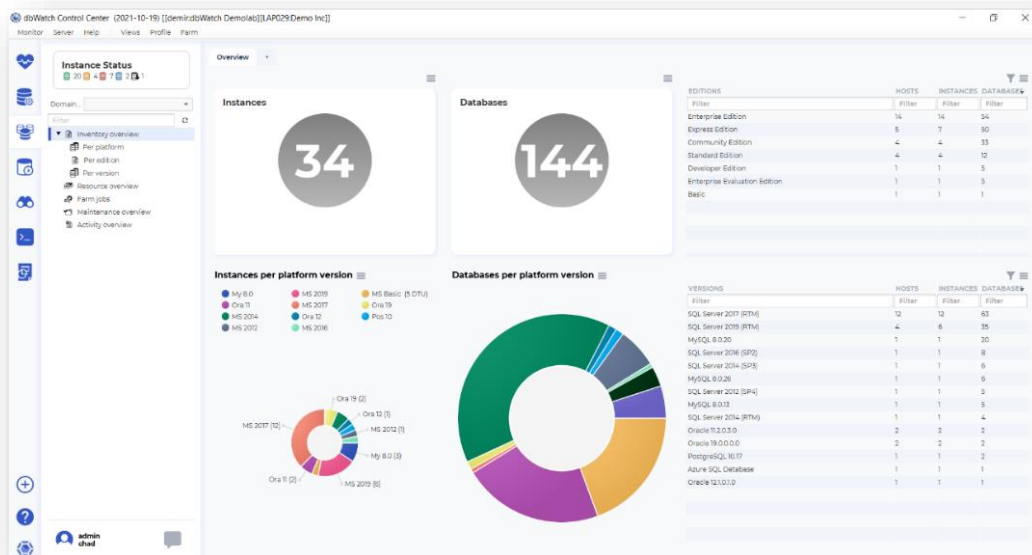 dbWatch Control Center (2021-10-19) [[demir:dbWatch Demolab][LAP029:Demo Inc]]
Monitor Server Help Views Profile Farm
Instance Status
20 4 7 2 1
Domain...
Filter
Inventory overview
Per platform
Per edition
Per version
Resource overview
Farm jobs
Maintenance overview
Activity overview
admin
chad
Overview +
Instances
34
Databases
144
EDITIONS HOSTS INSTANCES DATABASES
Filter Filter Filter Filter
Enterprise Edition 14 14 54
Express Edition 5 7 50
Community Edition 4 4 33
Standard Edition 4 4 12
Developer Edition 1 1 5
Enterprise Evaluation Edition 1 1 5
Basic 1 1 1
Instances per platform version
My 8.0 MS 2019 MS Basic (5 DTU)
Ora 11 MS 2017 Ora 19
MS 2014 Ora 12 Pos 10
MS 2012 MS 2016
Ora 19 (2)
Ora 12 (1)
MS 2017 (12)
MS 2012 (1)
My 8.0 (3)
Ora 11 (2)
MS 2019 (6)
Databases per platform version
VERSIONS HOSTS INSTANCES DATABASES
Filter Filter Filter Filter
SQL Server 2017 (RTM) 12 12 63
SQL Server 2019 (RTM) 4 6 35
MySQL 8.0.20 1 1 20
SQL Server 2016 (SP2) 1 1 8
SQL Server 2014 (SP3) 1 1 6
MySQL 8.0.26 1 1 6
SQL Server 2012 (SP4) 1 1 5
MySQL 8.0.13 1 1 5
SQL Server 2014 (RTM) 1 1 4
Oracle 11.2.0.3.0 2 2 2
Oracle 19.0.0.0.0 2 2 2
PostgreSQL 10.17 1 1 2
Azure SQL Database 1 1 1
Oracle 12.1.0.1.0 1 1 1